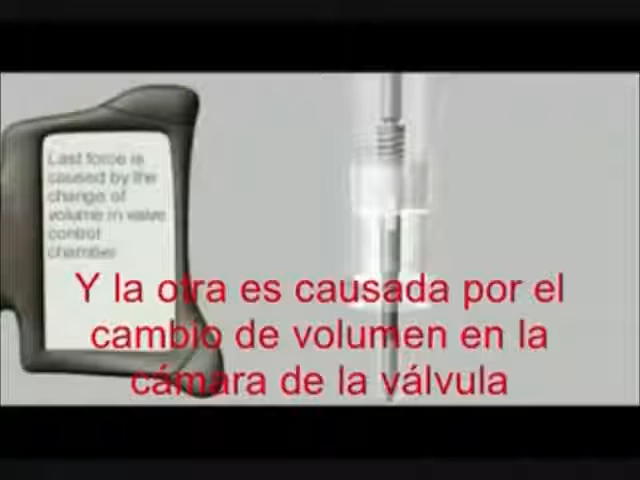 Last force is
caused by the
change of
volume in valve
control
chamber
Y la otra es causada por el
cambio de volumen en la
cámara de la válvula